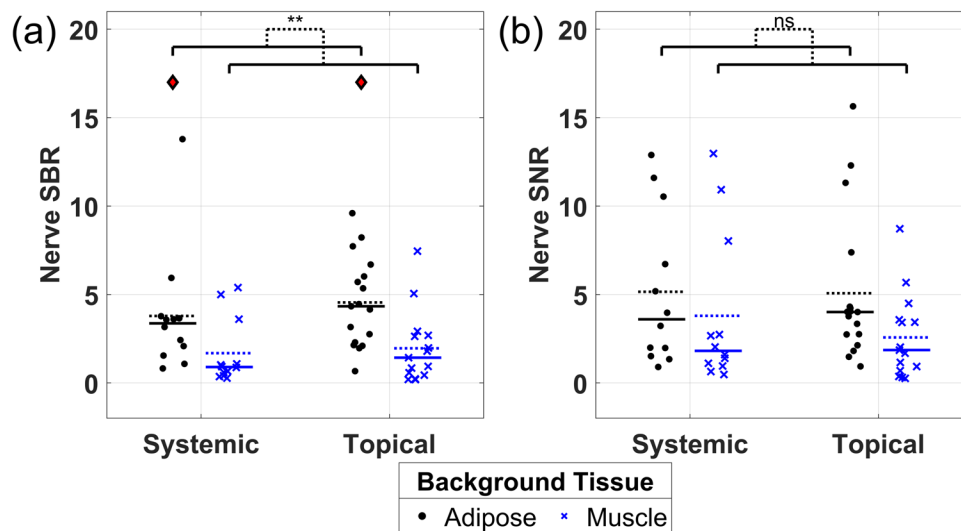 (a)
Nerve SBR
20
15
10
5
0
**
Systemic
Topical
(b)
Nerve SNR
20
15
10
5
0
ns
Systemic
Topical
Background Tissue
Adipose
Muscle